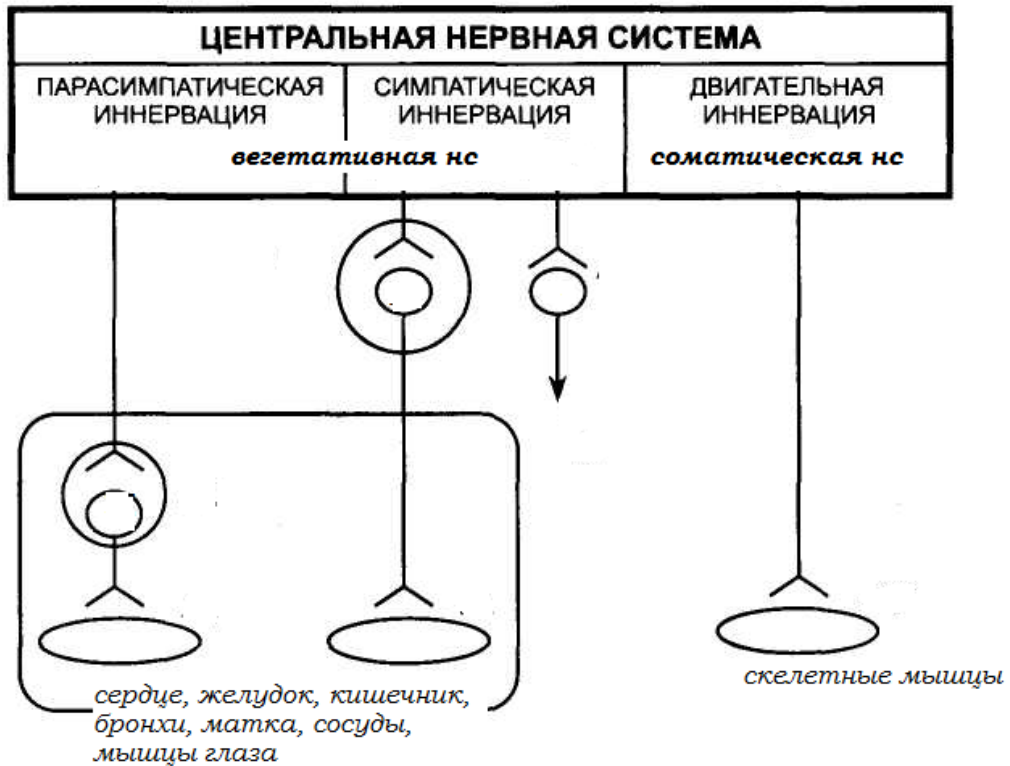 ЦЕНТРАЛЬНАЯ НЕРВНАЯ СИСТЕМА
ПАРАСИМПАТИЧЕСКАЯ
ИННЕРВАЦИЯ
СИМПАТИЧЕСКАЯ
ИННЕРВАЦИЯ
вегетативная нс
ДВИГАТЕЛЬНАЯ
ИННЕРВАЦИЯ
соматическая нс
сердце, желудок, кишечник,
бронхи, матка, сосуды,
мышцы глаза
скелетные мышцы